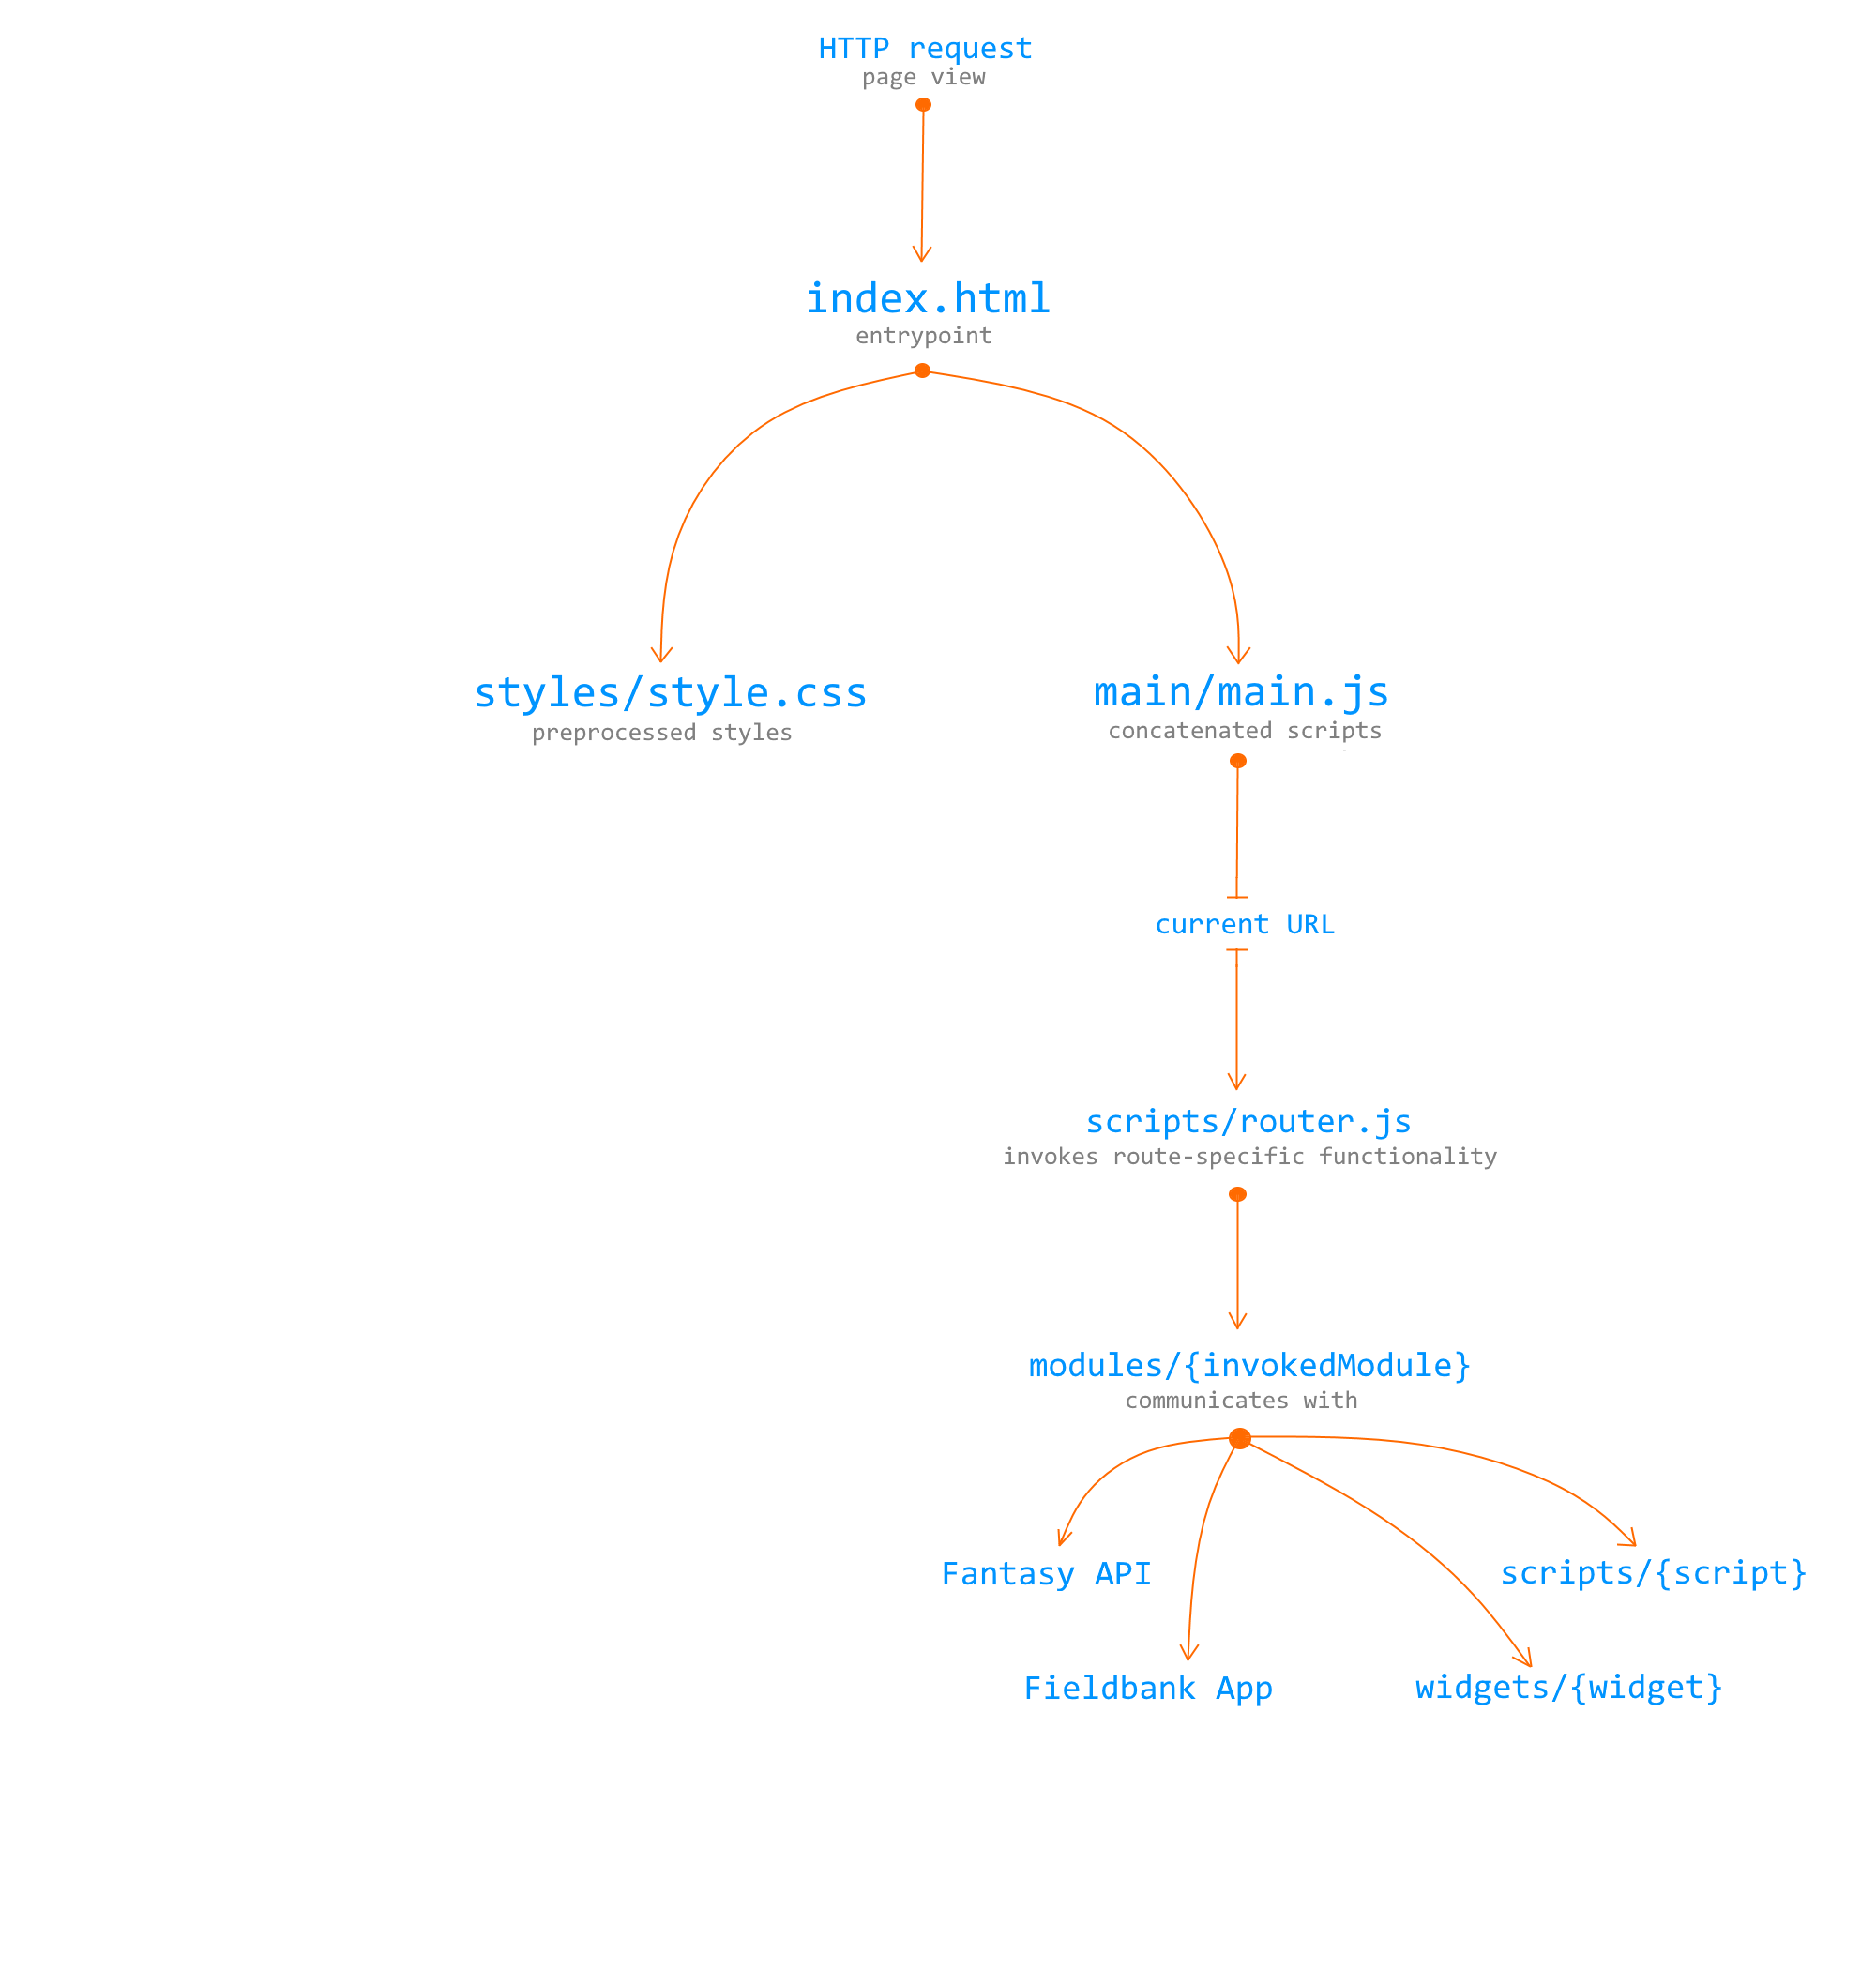 HTTP request
page view
index.html
entrypoint
styles/style.css
preprocessed styles
main/main.js
concatenated scripts
current URL
scripts/router.js
invokes route-specific functionality
modules/{invokedModule}
communicates with
Fantasy API
scripts/{script}
Fieldbank App
widgets/{widget}